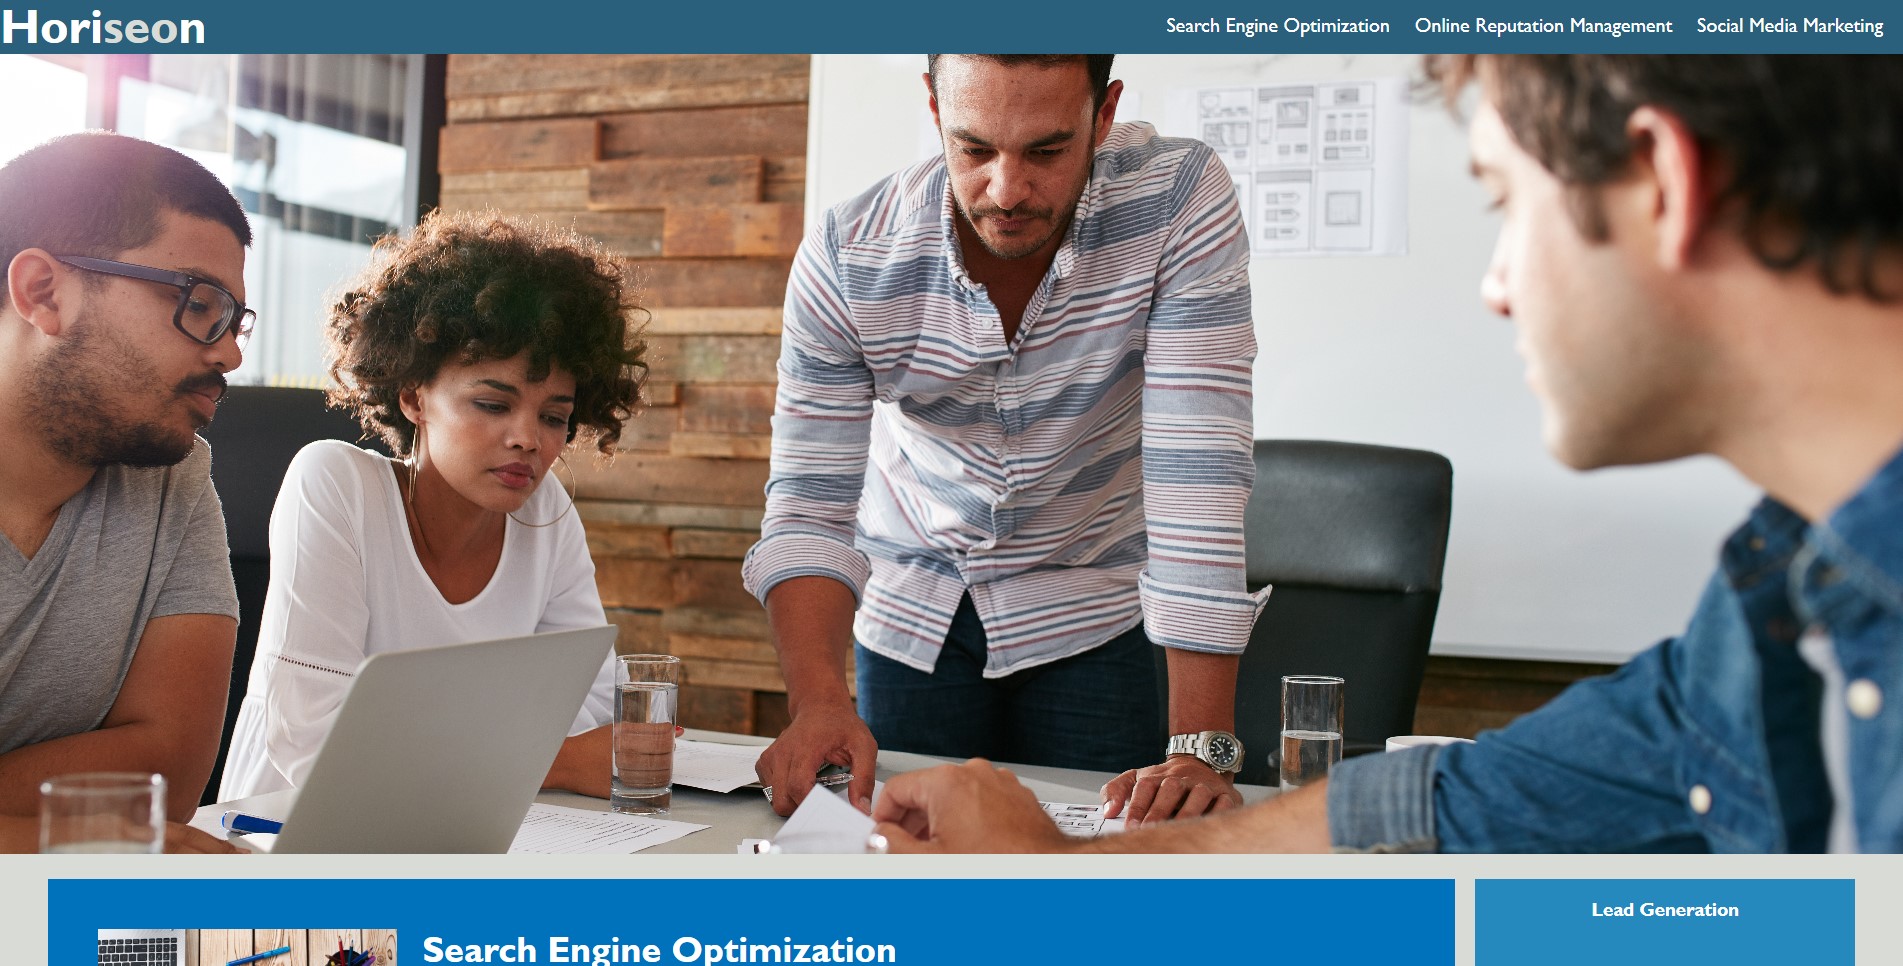 Horiseon
Search Engine Optimization
Online Reputation Management
Social Media Marketing
Search Engine Optimization
Lead Generation